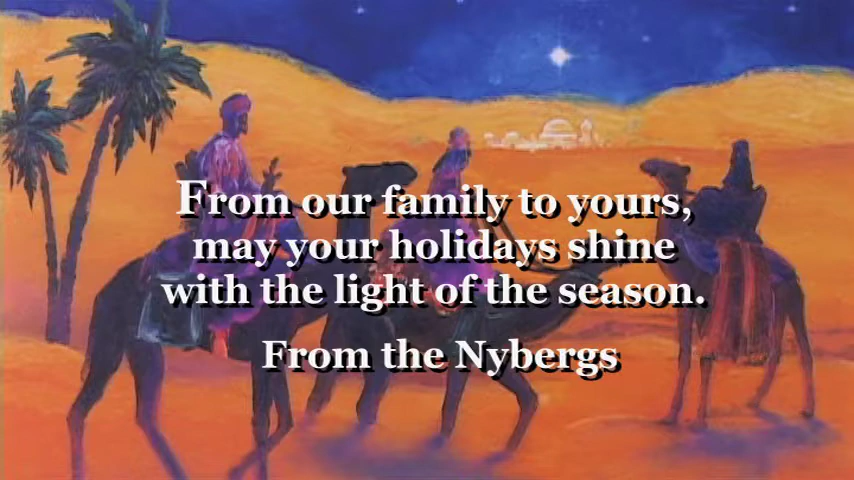 From our family to yours,
may your holidays shine
with the light of the season.
From the Nybergs